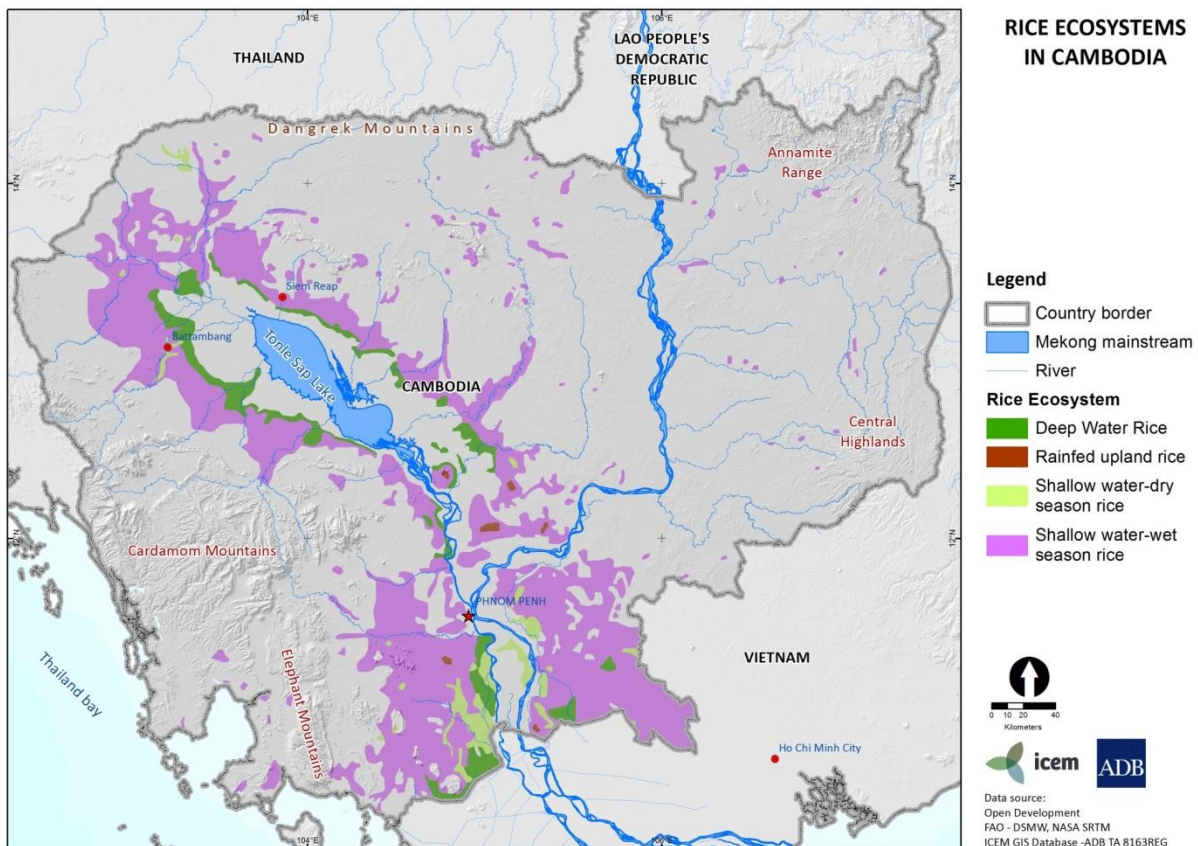 RICE ECOSYSTEMS
IN CAMBODIA
104°E
106°E
THAILAND
LAO PEOPLE'S
DEMOCRATIC
REPUBLIC
Dangrek Mountains
Annamite
Range
14°N
14°N
Siem Reap
Battambang
Tonle Sap Lake
CAMBODIA
Central
Highlands
12°N
12°N
Cardamom Mountains
PHNOM PENH
VIETNAM
Thailand bay
Elephant Mountains
Ho Chi Minh City
104°E
106°E
Legend
Country border
Mekong mainstream
River
Rice Ecosystem
Deep Water Rice
Rainfed upland rice
Shallow water-dry
season rice
Shallow water-wet
season rice
0 10 20 40
Kilometers
icem
ADB
Data source:
Open Development
FAO - DSMW, NASA SRTM
ICEM GIS Database -ADB TA 8163REG